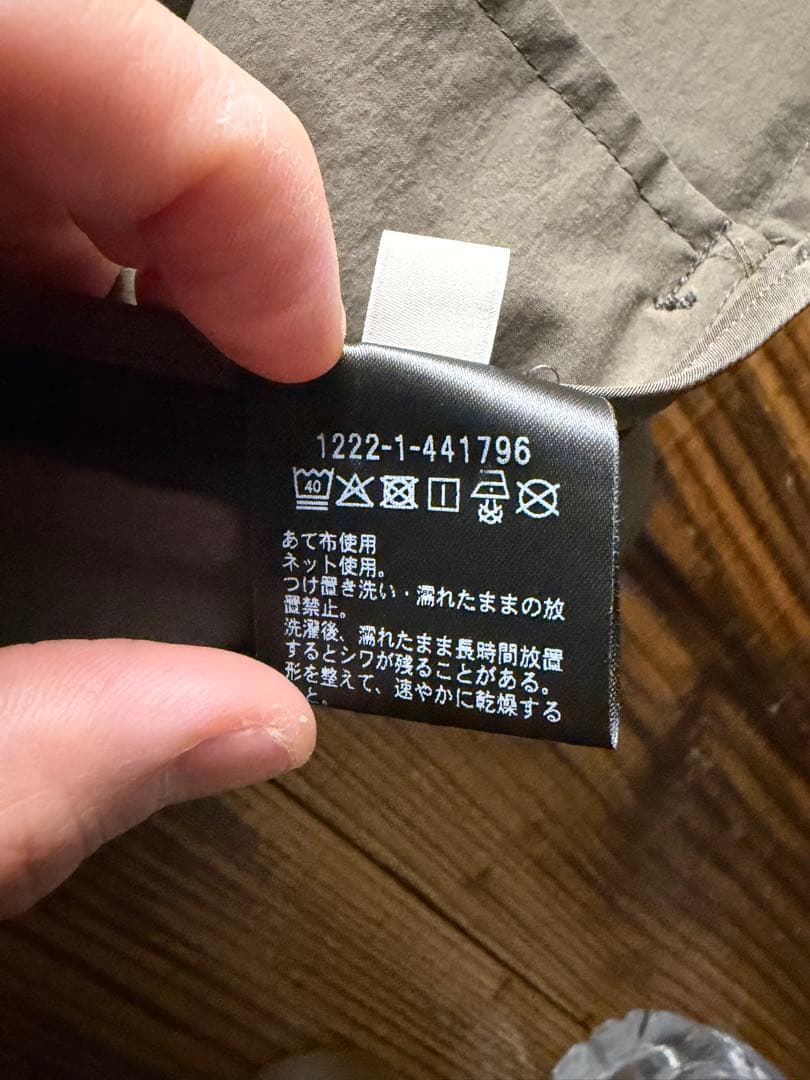 1222-1-441796
40
あて布使用
ネット使用。
つけ置き洗い・濡れたままの放
置禁止。
洗濯後、濡れたまま長時間放置
するとシワが残ることがある。
形を整えて、速やかに乾燥する
と。